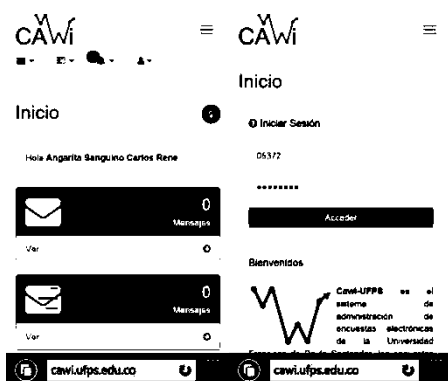 CAWi
Inicio
Hola Angarita Sanguino Carlos Rene
0
Mensajes
Ver
0
Mensajes
Ver
cawi.ufps.edu.co
CAWi
Inicio
Iniciar Sesión
06372
••••••••
Acceder
Bienvenidos
Cawi-UFPS es el
sistema de
administración de
encuestas electrónicas
de la Universidad
cawi.ufps.edu.co